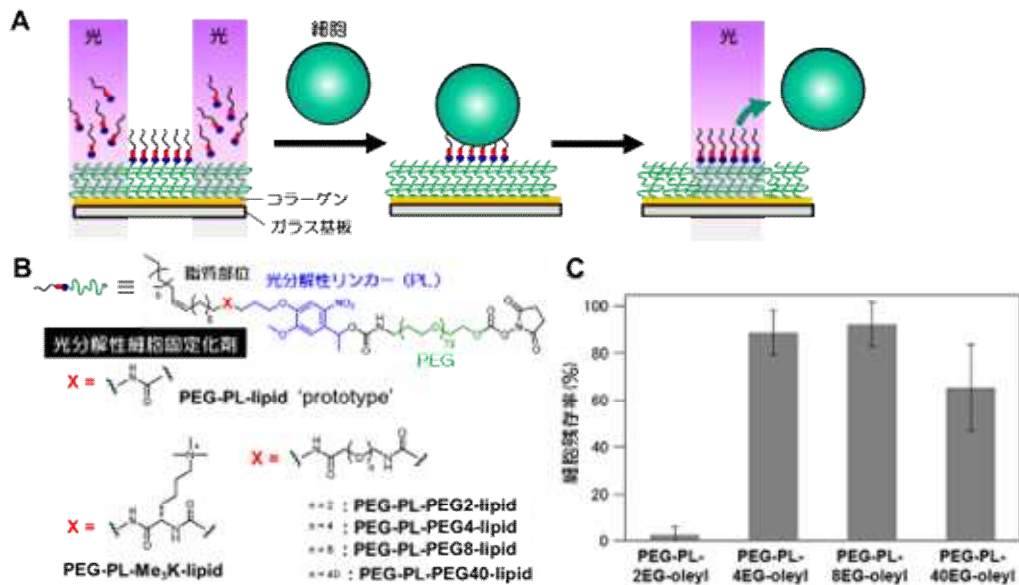 A
光
光
細胞
光
コラーゲン
ガラス基板
B
脂質部位
光分解性リンカー (PL)
PEG
光分解性細胞固定化剤
X =
PEG-PL-lipid 'prototype'
X =
X =
PEG-PL-Me₃K-lipid
n = 2 : PEG-PL-PEG2-lipid
n = 4 : PEG-PL-PEG4-lipid
n = 8 : PEG-PL-PEG8-lipid
n = 40 : PEG-PL-PEG40-lipid
C
細胞残存率(%)
100
80
60
40
20
0
PEG-PL-
2EG-oleyl
PEG-PL-
4EG-oleyl
PEG-PL-
8EG-oleyl
PEG-PL-
40EG-oleyl